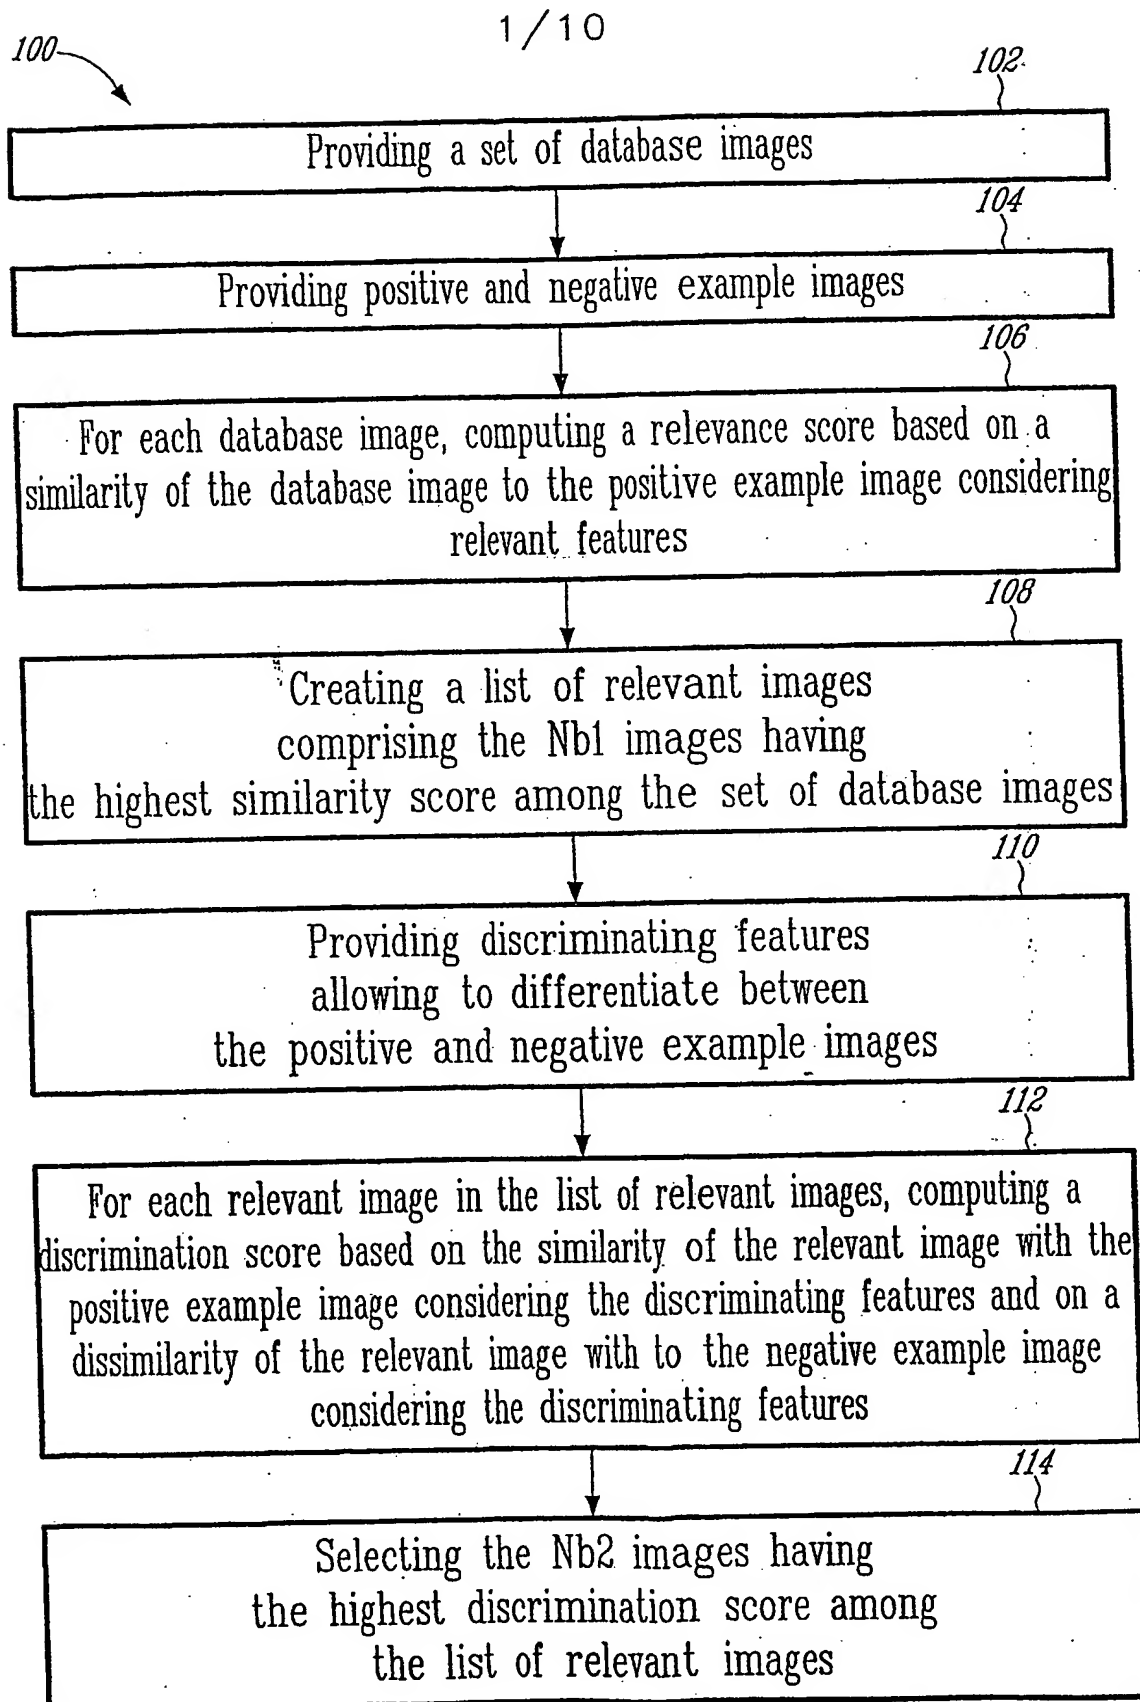 1/10
100
102
Providing a set of database images
104
Providing positive and negative example images
106
For each database image, computing a relevance score based on a
similarity of the database image to the positive example image considering
relevant features
108
Creating a list of relevant images
comprising the Nb1 images having
the highest similarity score among the set of database images
110
Providing discriminating features
allowing to differentiate between
the positive and negative example images
112
For each relevant image in the list of relevant images, computing a
discrimination score based on the similarity of the relevant image with the
positive example image considering the discriminating features and on a
dissimilarity of the relevant image with to the negative example image
considering the discriminating features
114
Selecting the Nb2 images having
the highest discrimination score among
the list of relevant images